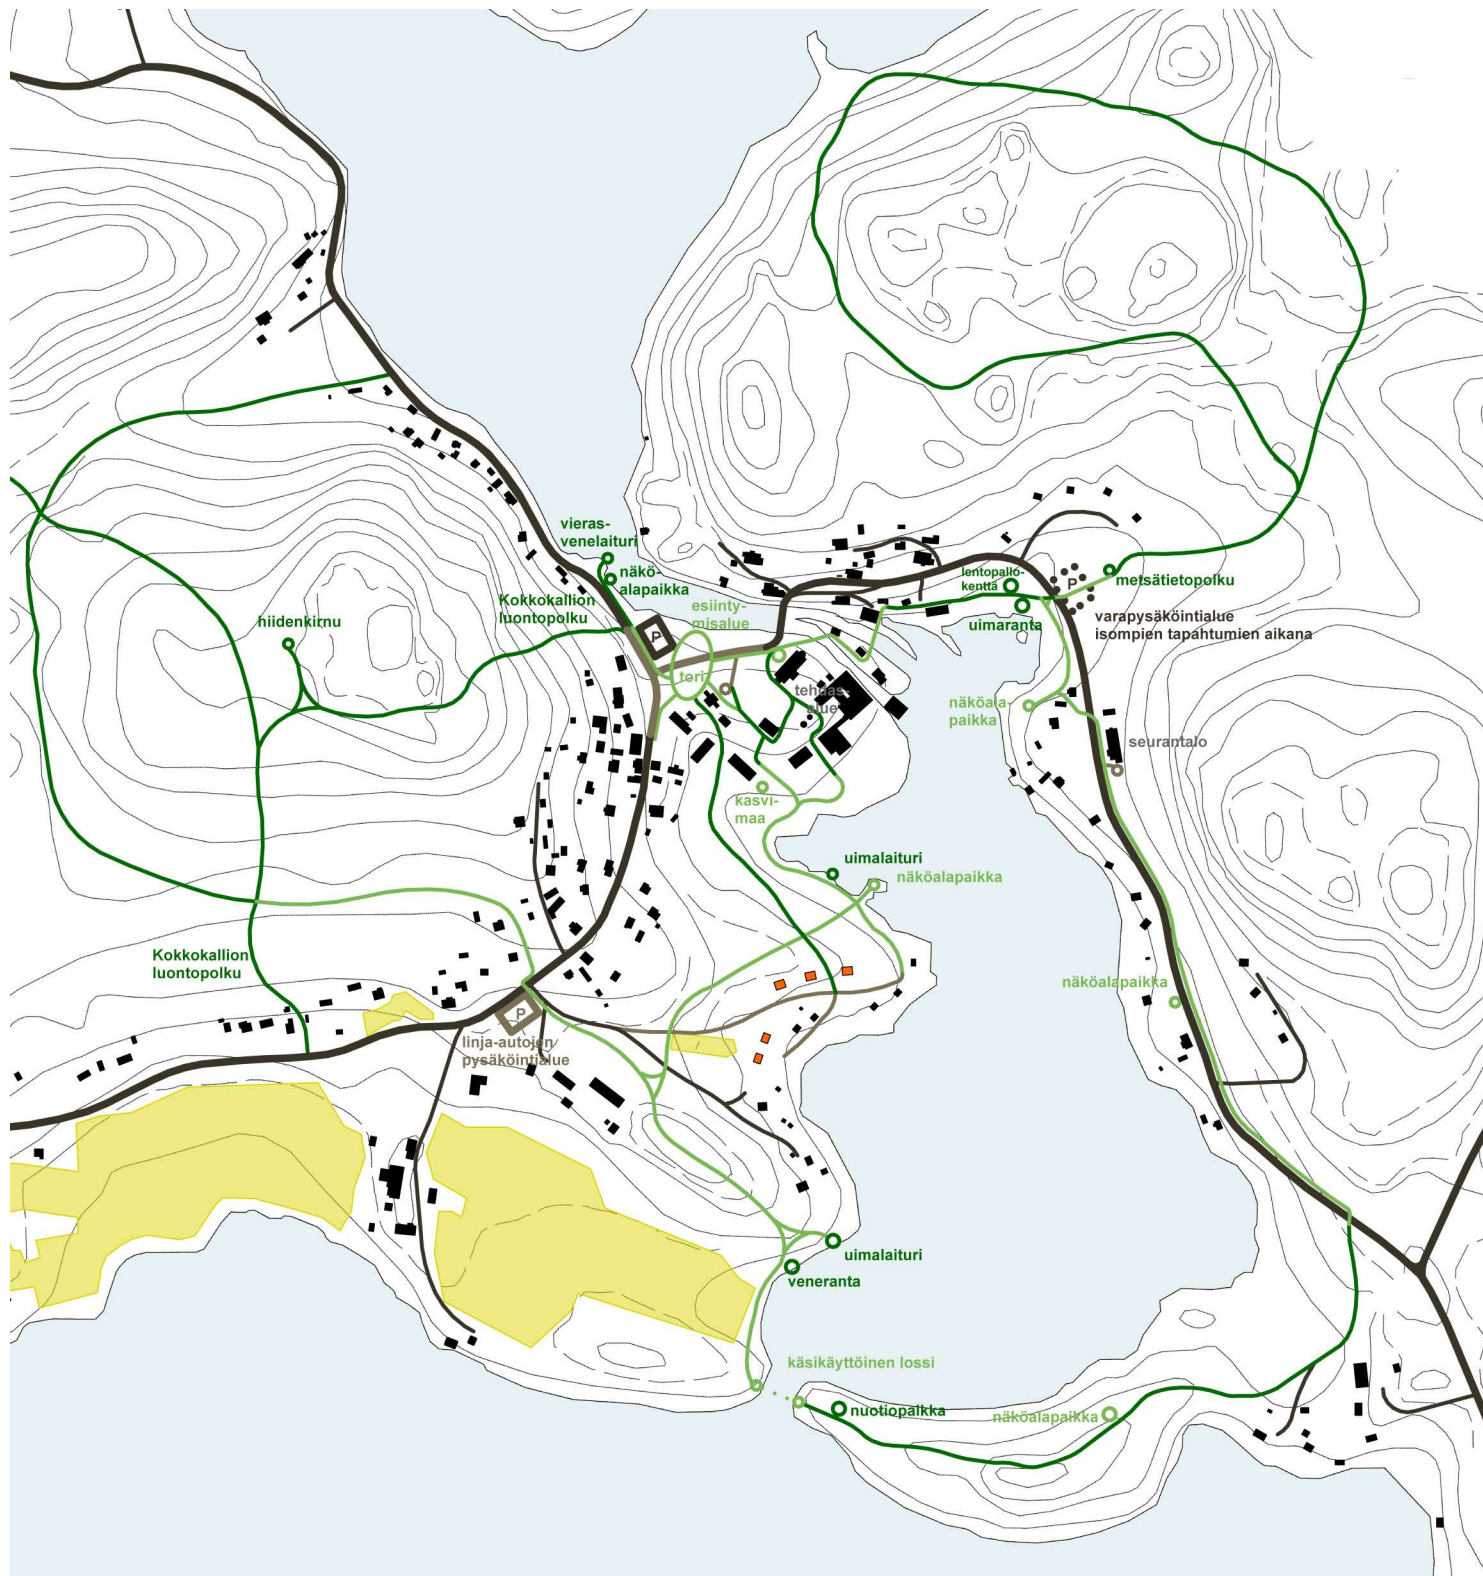 vieras-
venelaituri
näkö-
alapaikka
Kokkokallion
luontopolku
hiidenkirnu
esiinty-
misalue
P
tori
tehdas-
alue
lentopallo-
kenttä
uimaranta
P
metsätietopolku
varapysäköintialue
isompien tapahtumien aikana
näköala-
paikka
seurantalo
kasvi-
maa
uimalaituri
näköalapaikka
Kokkokallion
luontopolku
näköalapaikka
P
linja-autojen
pysäköintialue
uimalaituri
veneranta
käsikäyttöinen lossi
nuotiopaikka
näköalapaikka